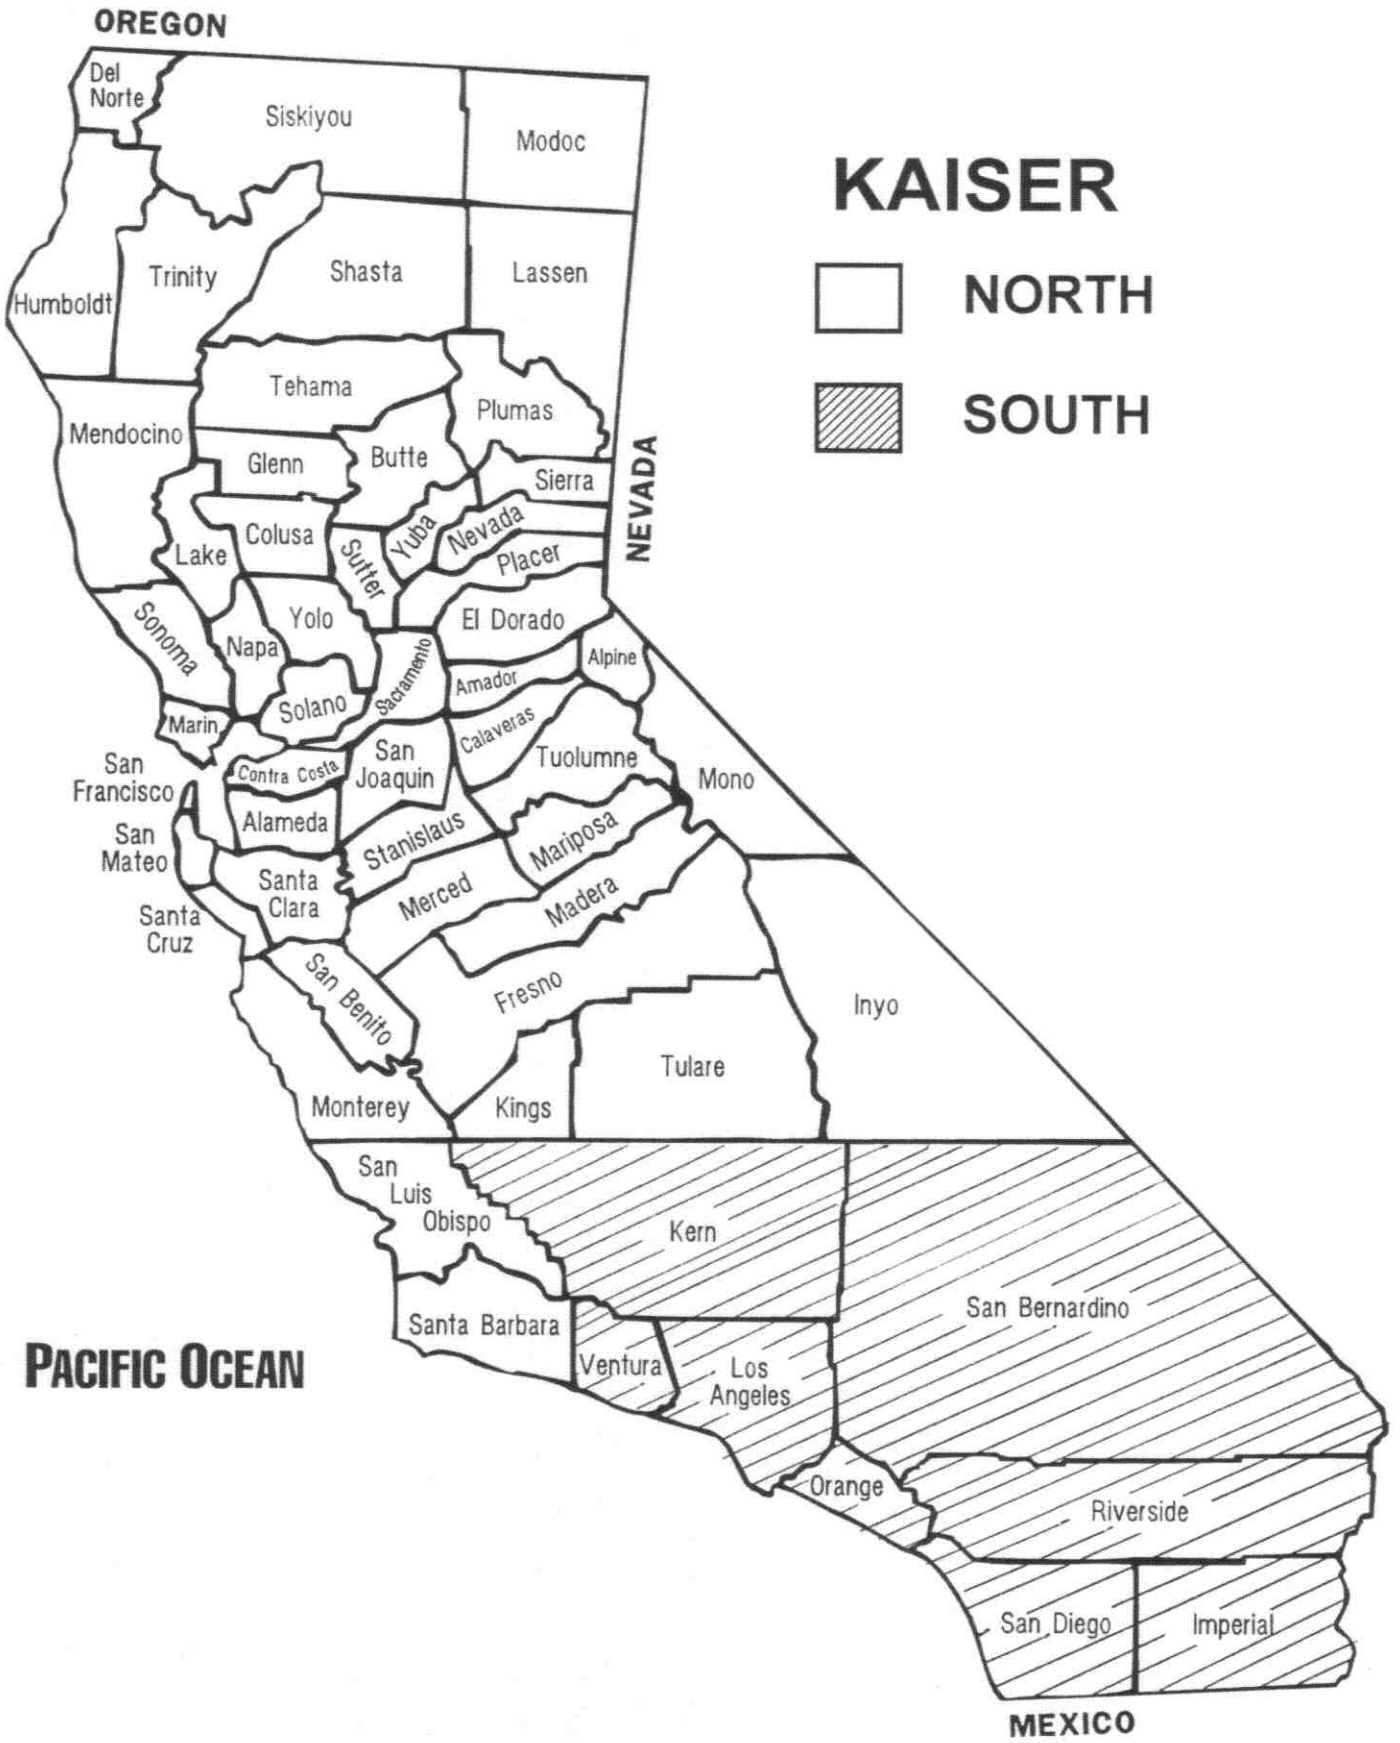 OREGON
Del
Norte
Siskiyou
Modoc
KAISER
NORTH
SOUTH
Humboldt
Trinity
Shasta
Lassen
Tehama
Plumas
Mendocino
Glenn
Butte
Sierra
NEVADA
Lake
Colusa
Sutter
Yuba
Nevada
Placer
Sonoma
Napa
Yolo
El Dorado
Sacramento
Alpine
Amador
Marin
Solano
Calaveras
San
Francisco
Contra Costa
San
Joaquin
Tuolumne
Mono
San
Mateo
Alameda
Stanislaus
Mariposa
Santa
Clara
Merced
Madera
Santa
Cruz
San Benito
Fresno
Inyo
Tulare
Monterey
Kings
San
Luis
Obispo
Kern
San Bernardino
Santa Barbara
Ventura
Los
Angeles
PACIFIC OCEAN
Orange
Riverside
San Diego
Imperial
MEXICO